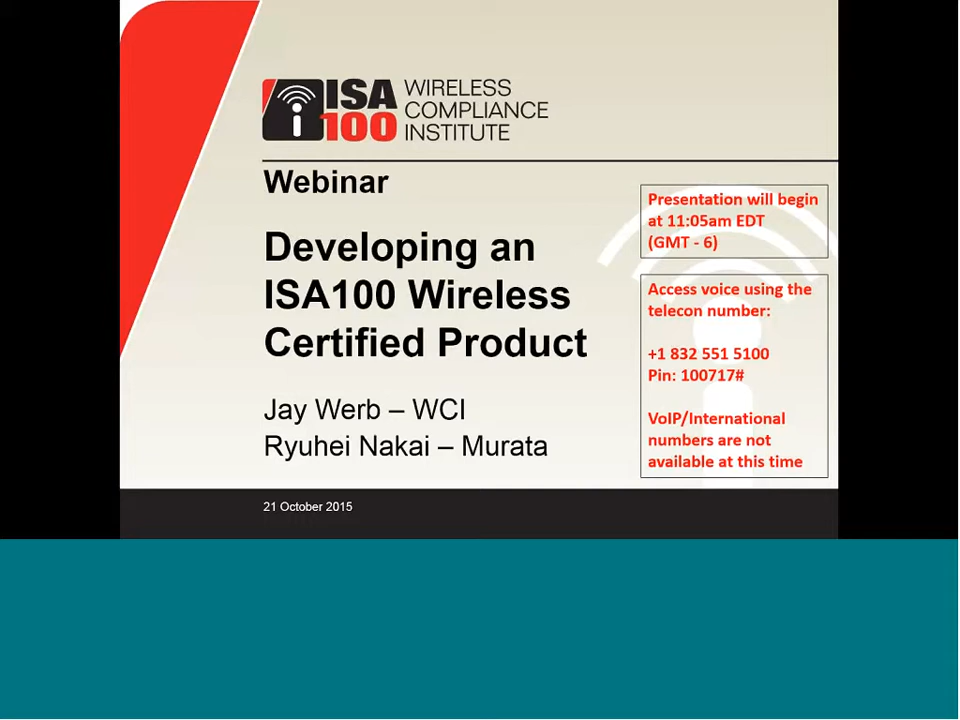 ISA
100
WIRELESS
COMPLIANCE
INSTITUTE
Webinar
Developing an
ISA100 Wireless
Certified Product
Jay Werb – WCI
Ryuhei Nakai – Murata
21 October 2015
Presentation will begin
at 11:05am EDT
(GMT - 6)
Access voice using the
telecon number:
+1 832 551 5100
Pin: 100717#
VoIP/International
numbers are not
available at this time